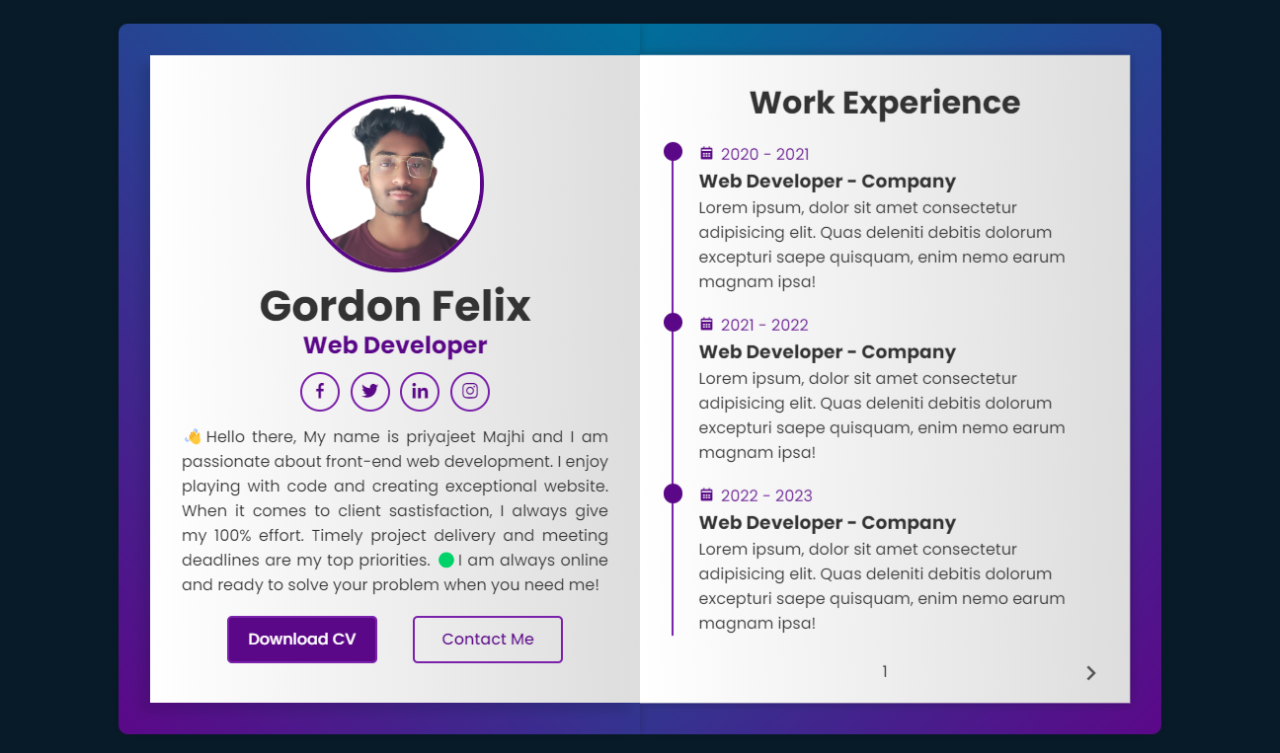 Gordon Felix
Web Developer
👋 Hello there, My name is priyajeet Majhi and I am
passionate about front-end web development. I enjoy
playing with code and creating exceptional website.
When it comes to client sastisfaction, I always give
my 100% effort. Timely project delivery and meeting
deadlines are my top priorities. 🟢 I am always online
and ready to solve your problem when you need me!
Download CV
Contact Me
Work Experience
2020 - 2021
Web Developer - Company
Lorem ipsum, dolor sit amet consectetur
adipisicing elit. Quas deleniti debitis dolorum
excepturi saepe quisquam, enim nemo earum
magnam ipsa!
2021 - 2022
Web Developer - Company
Lorem ipsum, dolor sit amet consectetur
adipisicing elit. Quas deleniti debitis dolorum
excepturi saepe quisquam, enim nemo earum
magnam ipsa!
2022 - 2023
Web Developer - Company
Lorem ipsum, dolor sit amet consectetur
adipisicing elit. Quas deleniti debitis dolorum
excepturi saepe quisquam, enim nemo earum
magnam ipsa!
1